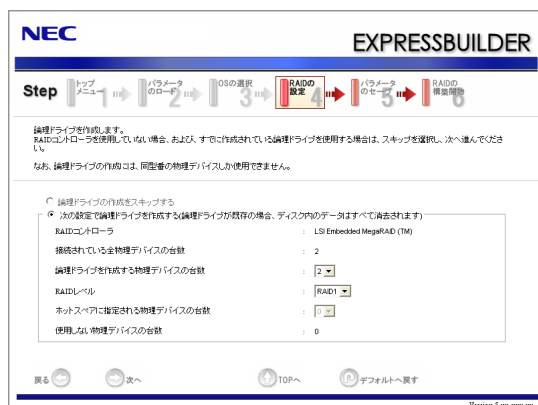 NEC
EXPRESSBUILDER
Step
トップメニュー 1
パラメータのロード 2
OSの選択 3
RAIDの設定 4
パラメータのセーブ 5
RAIDの構築開始 6
論理ドライブを作成します。
RAIDコントローラを使用していない場合、および、すでに作成されている論理ドライブを使用する場合は、スキップを選択し、次へ進んでください。
なお、論理ドライブの作成には、同型番の物理デバイスしか使用できません。
論理ドライブの作成をスキップする
次の設定で論理ドライブを作成する(論理ドライブが既存の場合、ディスク内のデータはすべて消去されます)
RAIDコントローラ : LSI Embedded MegaRAID (TM)
接続されている全物理デバイスの台数 : 2
論理ドライブを作成する物理デバイスの台数 : 2
RAIDレベル : RAID1
ホットスペアに指定される物理デバイスの台数 : 0
使用しない物理デバイスの台数 : 0
戻る
次へ
TOPへ
デフォルトへ戻す